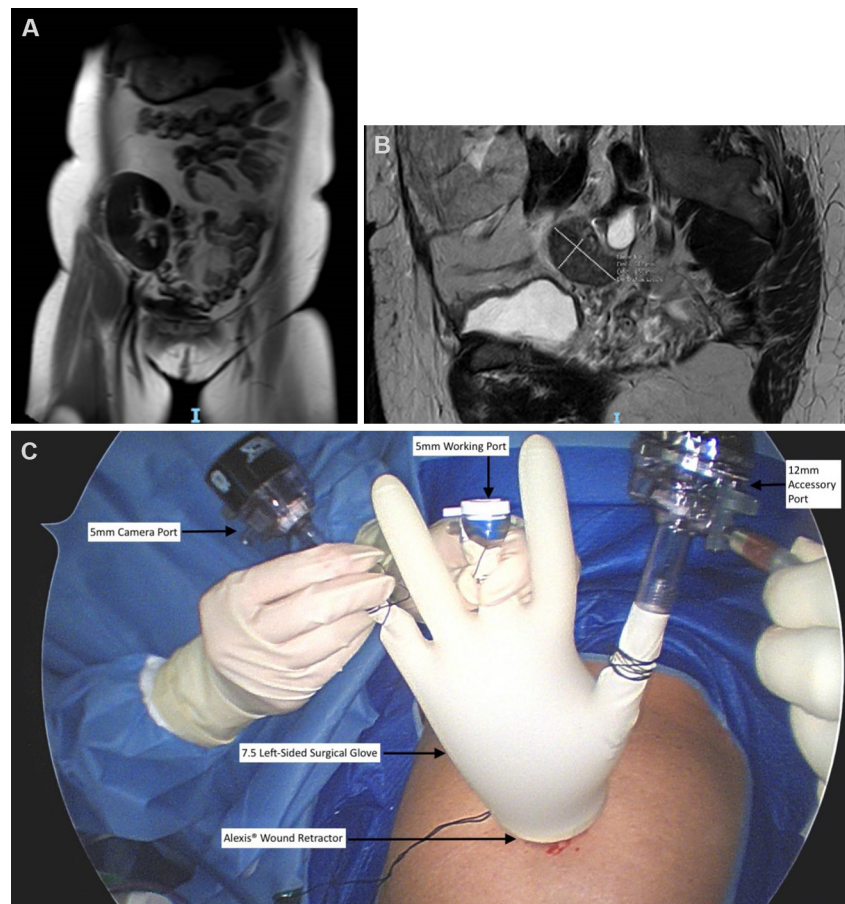 A
B
I
I
C
5mm Working Port
12mm
Accessory
Port
5mm Camera Port
7.5 Left-Sided Surgical Glove
Alexis® Wound Retractor